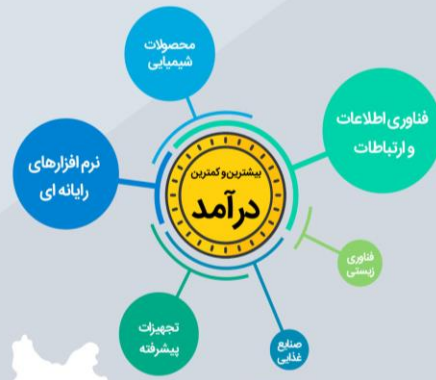 محصولات
شیمیایی
فناوری اطلاعات
و ارتباطات
نرم افزارهای
رایانه ای
بیشترین و کمترین
درآمد
فناوری
زیستی
تجهیزات
پیشرفته
صنایع
غذایی